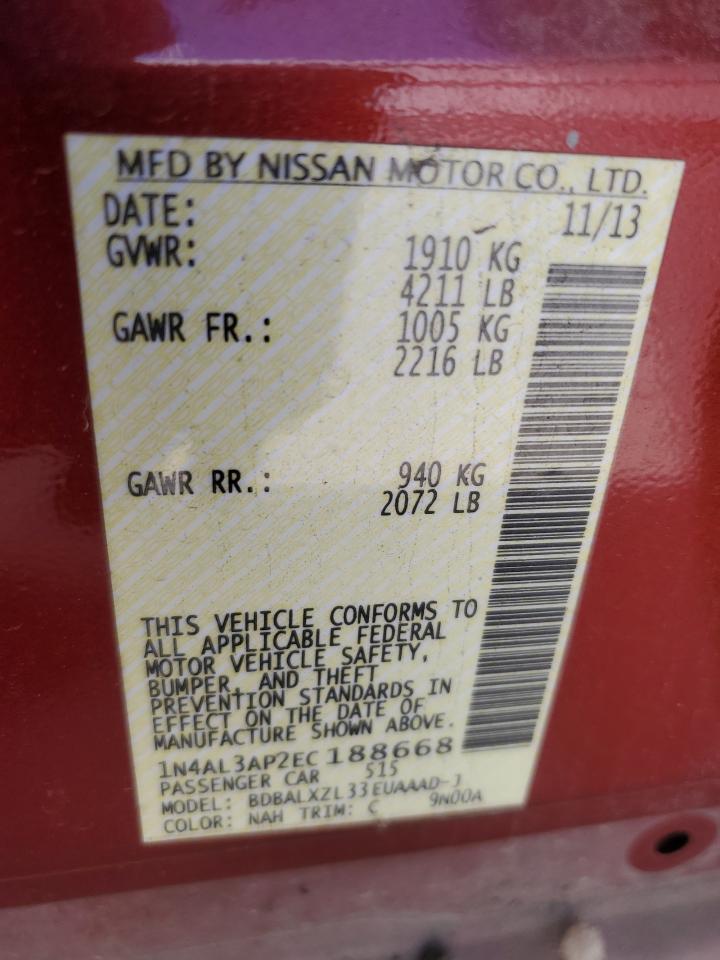 MFD BY NISSAN MOTOR CO., LTD.
DATE: 11/13
GVWR: 1910 KG
4211 LB
GAWR FR.: 1005 KG
2216 LB
GAWR RR.: 940 KG
2072 LB
THIS VEHICLE CONFORMS TO
ALL APPLICABLE FEDERAL
MOTOR VEHICLE SAFETY,
BUMPER, AND THEFT
PREVENTION STANDARDS IN
EFFECT ON THE DATE OF
MANUFACTURE SHOWN ABOVE.
1N4AL3AP2EC188668
PASSENGER CAR 515
MODEL: BDBALXZL33EUAAAD-J
COLOR: NAH TRIM: C 9N00A